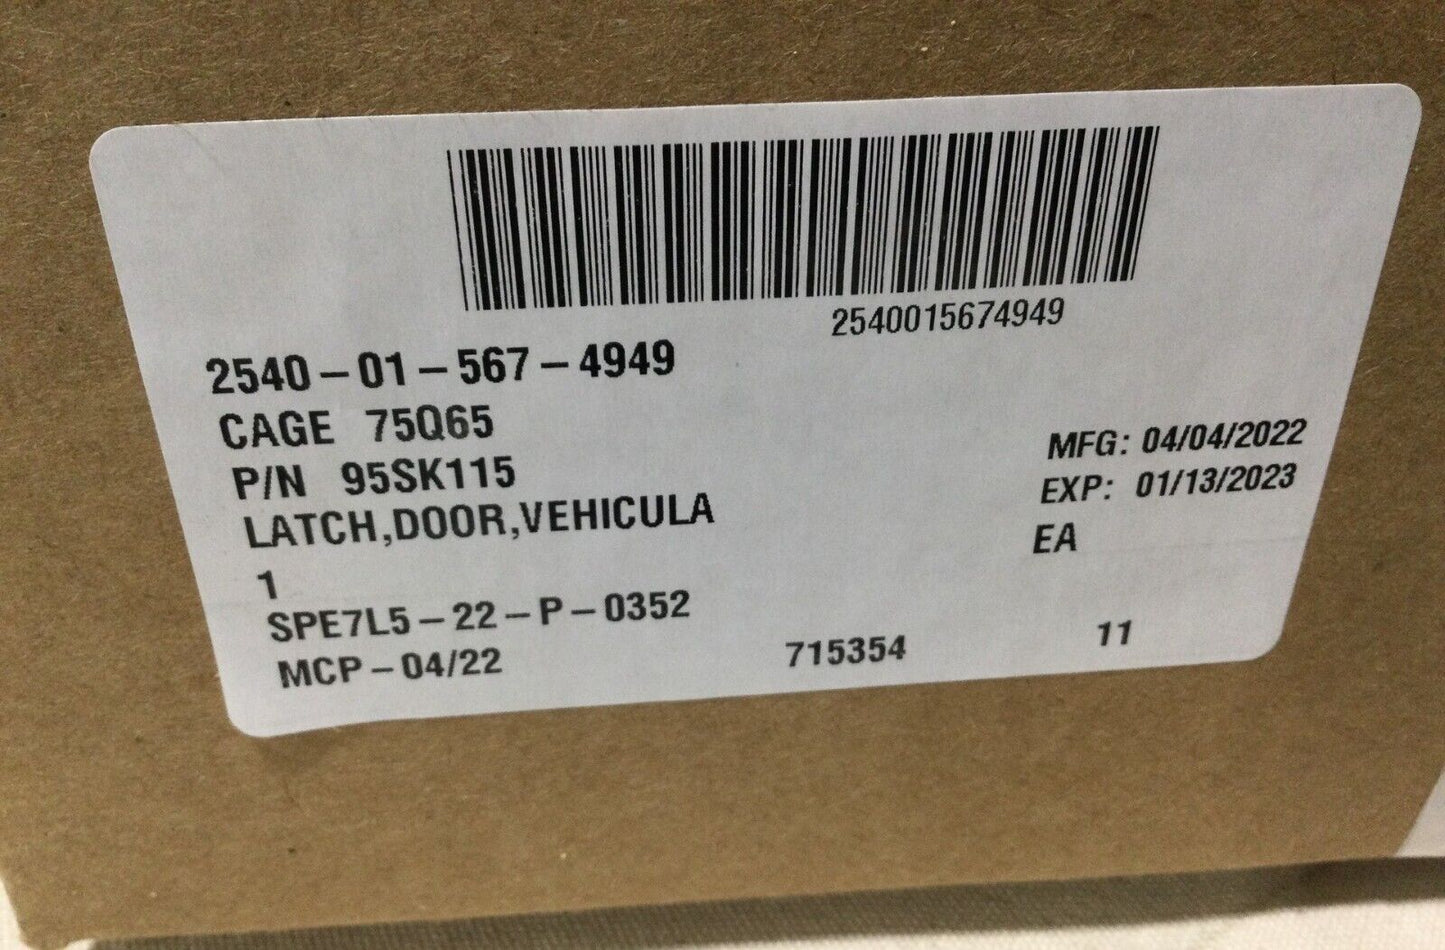 2540015674949
2540-01-567-4949
CAGE 75Q65
P/N 95SK115
MFG: 04/04/2022
LATCH,DOOR,VEHICULA
EXP: 01/13/2023
1
EA
SPE7L5-22-P-0352
MCP-04/22 715354 11